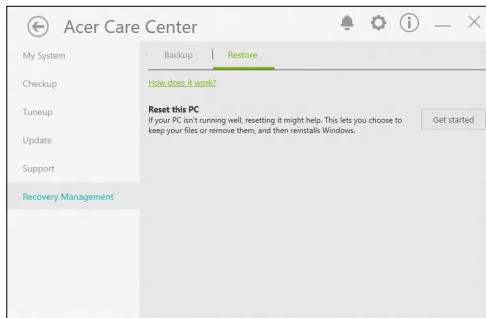 Acer Care Center
My System
Backup
Restore
Checkup
How does it work?
Tuneup
Reset this PC
If your PC isn't running well, resetting it might help. This lets you choose to
keep your files or remove them, and then reinstalls Windows.
Get started
Update
Support
Recovery Management